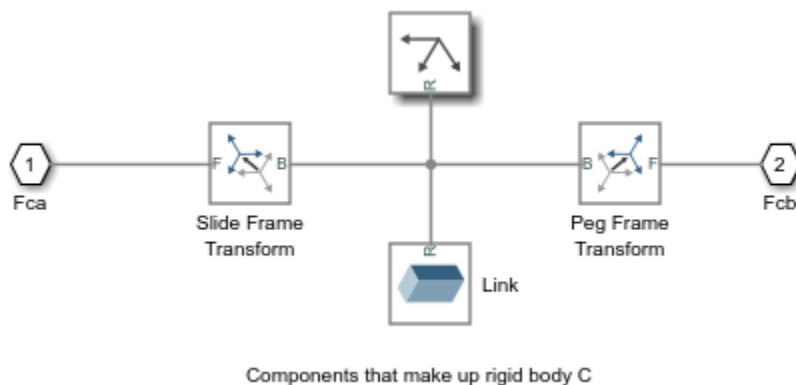 R
1
F
B
B
F
2
Fca
Slide Frame
Transform
Peg Frame
Transform
Fcb
R
Link
Components that make up rigid body C